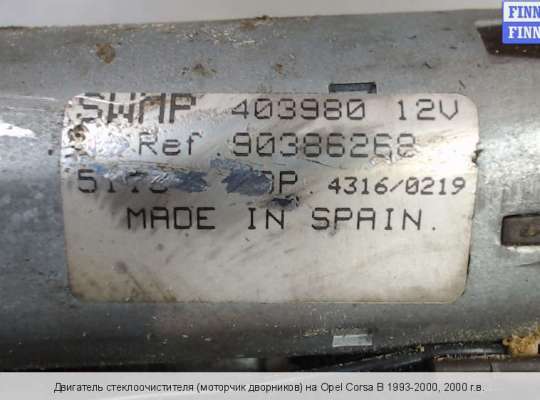 FINN
FINN
SWMP 403980 12V
Ref 90386268
4316/0219
MADE IN SPAIN.
Двигатель стеклоочистителя (моторчик дворников) на Opel Corsa B 1993-2000, 2000 г.в.